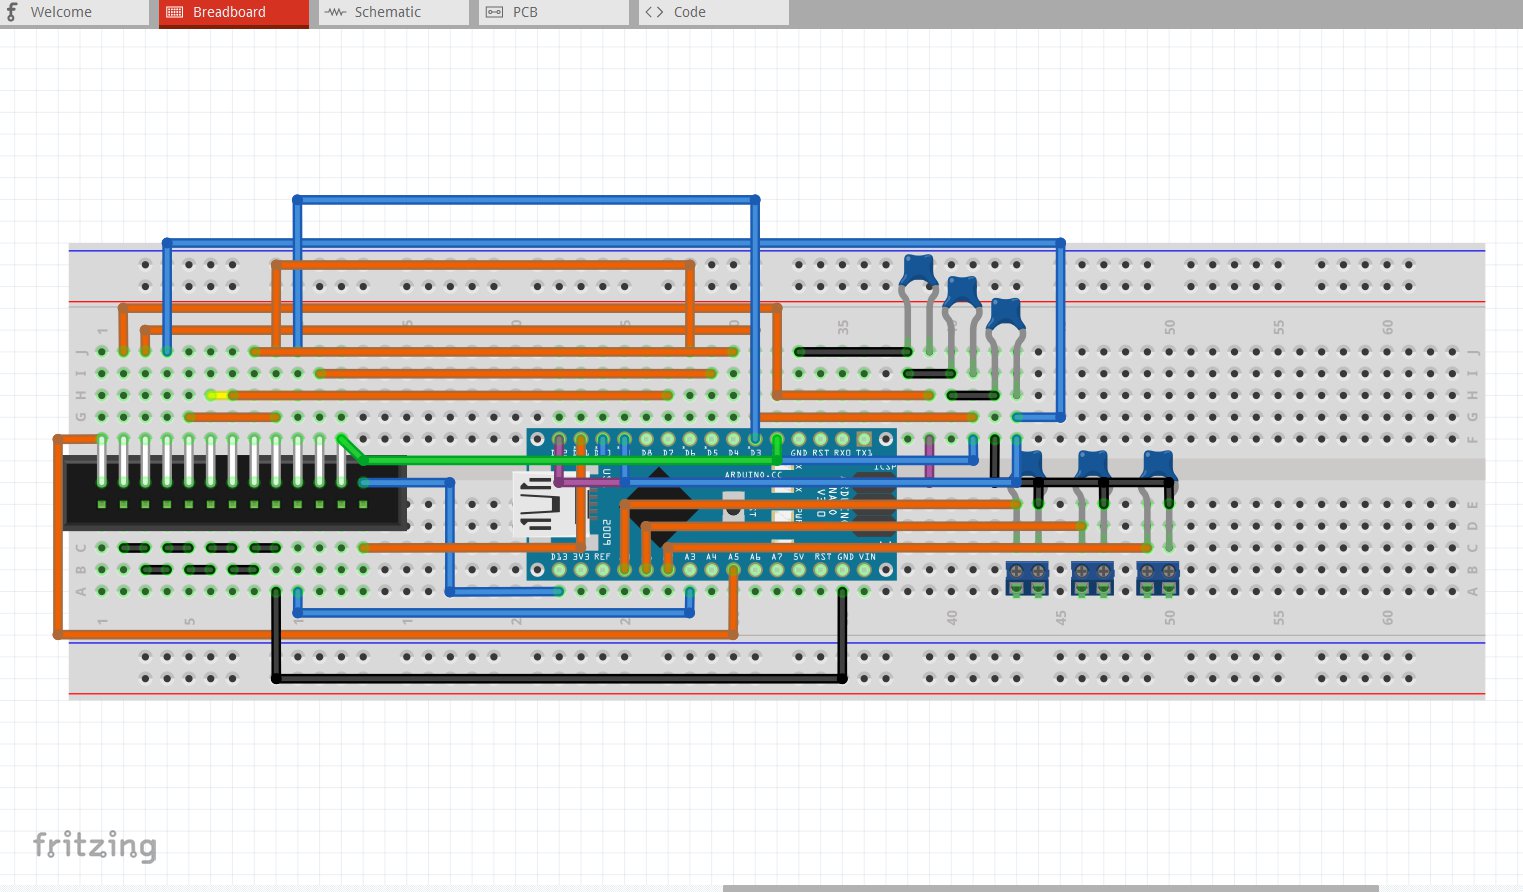 Welcome
Breadboard
Schematic
PCB
Code
1
35
50
55
60
J
J
I
I
H
H
G
G
F
F
D8 D7 D6 D5 D4 D3 GND RST RX0 TX1
ICSP
ARDUINO.CC
E
D
C
C
D13 3V3 REF A3 A4 A5 A6 A7 5V RST GND VIN
B
B
A
A
1
5
40
45
50
55
60
fritzing